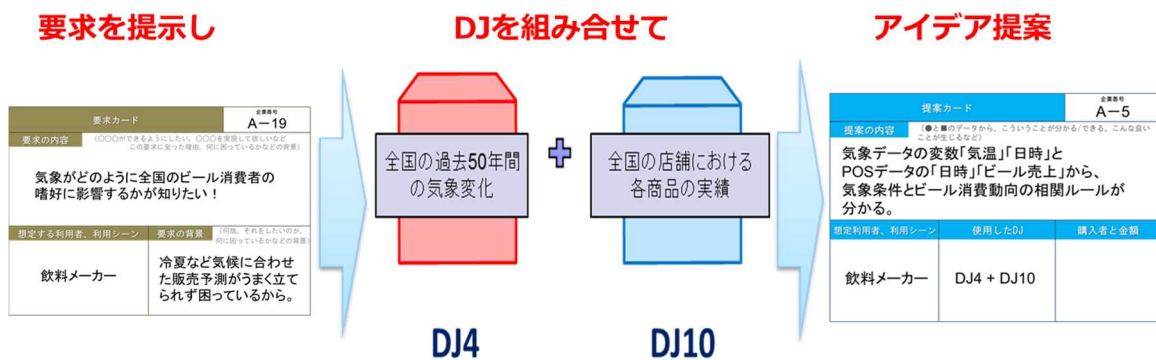 要求を提示し
DJを組み合せて
アイデア提案
要求カード
企業番号
A－19
要求の内容
(〇〇〇ができるようにしたい、〇〇〇を実現して欲しいなど
この要求に至った理由、何に困っているかなどの背景)
気象がどのように全国のビール消費者の
嗜好に影響するかが知りたい！
想定する利用者、利用シーン
要求の背景
(何故、それをしたいのか、
何に困っているかなどの背景)
飲料メーカー
冷夏など気候に合わせ
た販売予測がうまく立て
られず困っているから。
全国の過去50年間
の気象変化
DJ4
+
全国の店舗における
各商品の実績
DJ10
提案カード
企業番号
A－5
提案の内容
(●と■のデータから、こういうことが分かる/できる、こんな良い
ことが生じるなど)
気象データの変数「気温」「日時」と
POSデータの「日時」「ビール売上」から、
気象条件とビール消費動向の相関ルールが
分かる。
想定利用者、利用シーン
使用したDJ
購入者と金額
飲料メーカー
DJ4 + DJ10